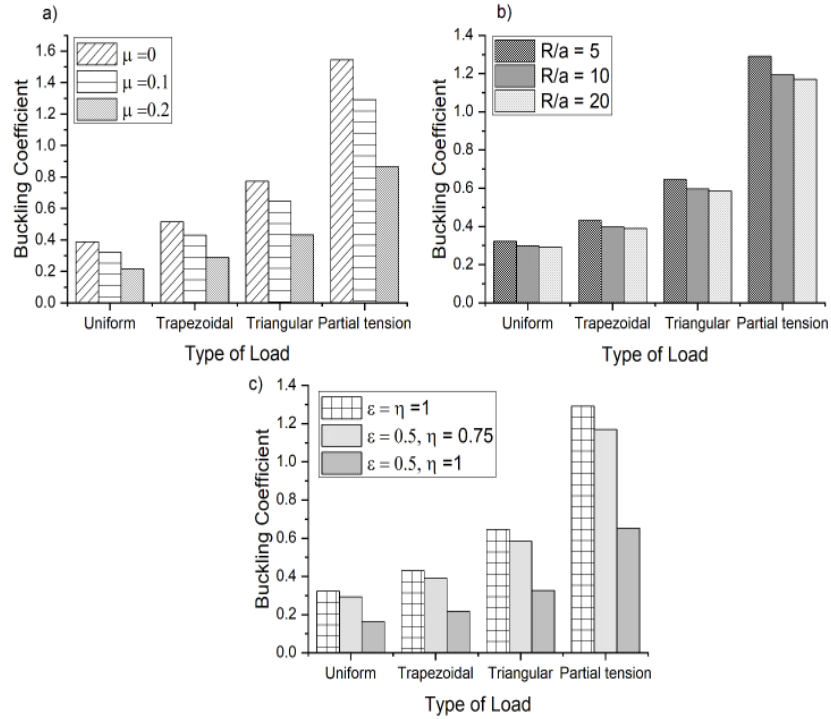 a)
μ =0
μ =0.1
μ =0.2
1.6
1.4
1.2
1.0
0.8
0.6
0.4
0.2
0.0
Buckling Coefficient
Uniform Trapezoidal Triangular Partial tension
Type of Load
b)
R/a = 5
R/a = 10
R/a = 20
1.4
1.2
1.0
0.8
0.6
0.4
0.2
0.0
Buckling Coefficient
Uniform Trapezoidal Triangular Partial tension
Type of Load
c)
ε = η =1
ε = 0.5, η = 0.75
ε = 0.5, η =1
1.4
1.2
1.0
0.8
0.6
0.4
0.2
0.0
Buckling Coefficient
Uniform Trapezoidal Triangular Partial tension
Type of Load